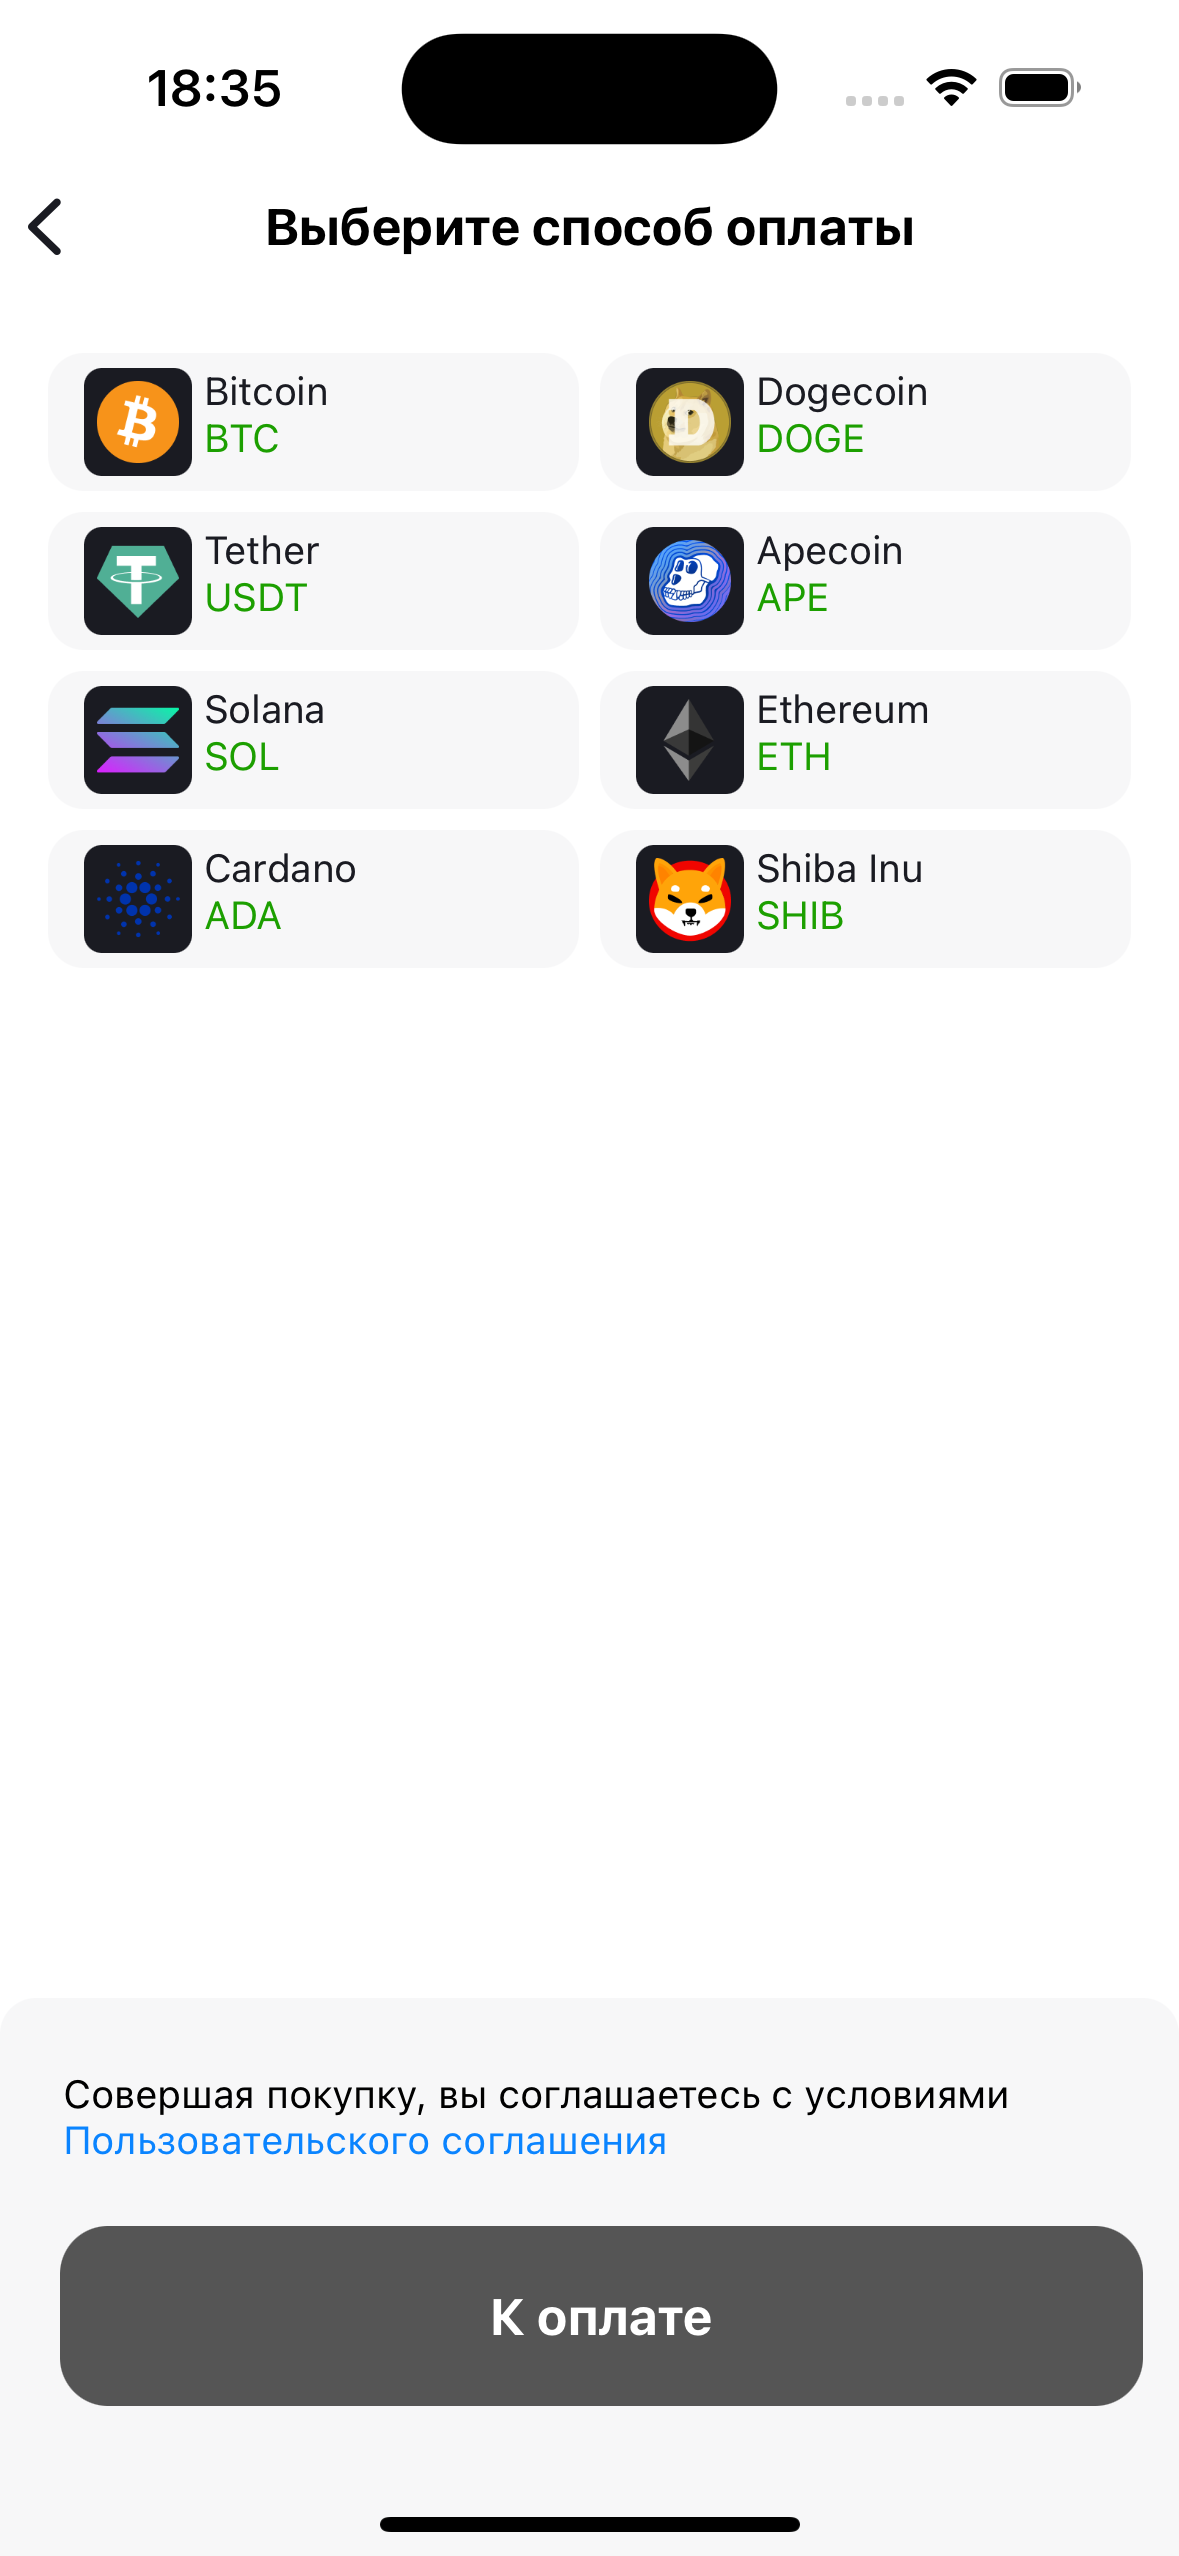 18:35
Выберите способ оплаты
Bitcoin
BTC
Dogecoin
DOGE
Tether
USDT
Apecoin
APE
Solana
SOL
Ethereum
ETH
Cardano
ADA
Shiba Inu
SHIB
Совершая покупку, вы соглашаетесь с условиями
Пользовательского соглашения
К оплате